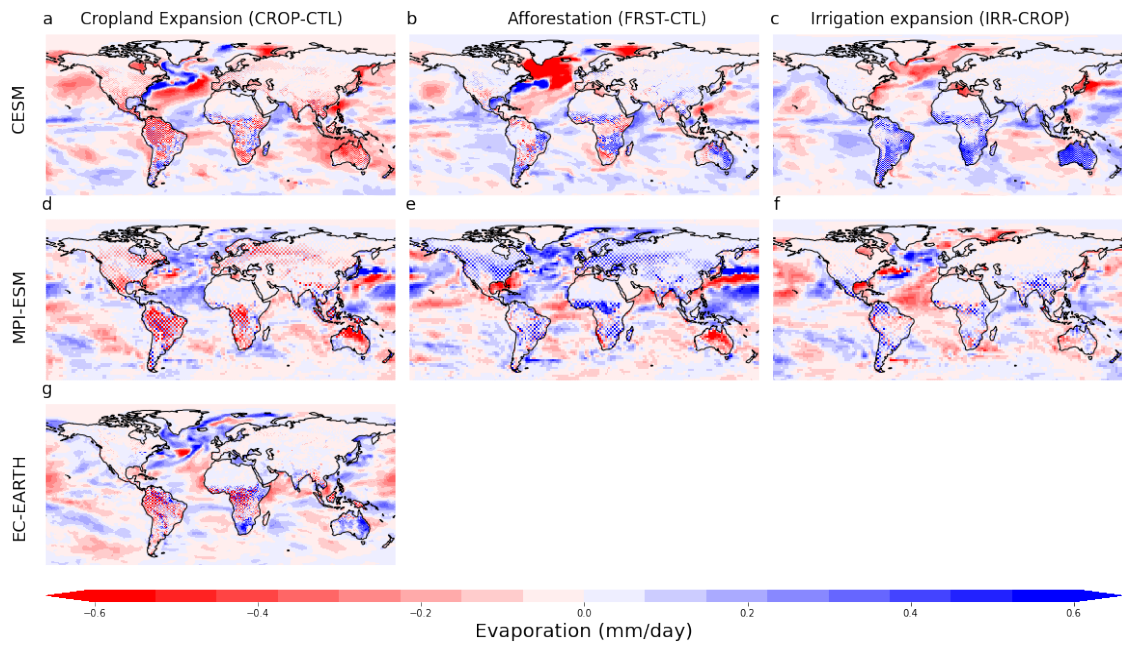 a Cropland Expansion (CROP-CTL)
b Afforestation (FRST-CTL)
c Irrigation expansion (IRR-CROP)
CESM
d
e
f
MPI-ESM
g
EC-EARTH
−0.6 −0.4 −0.2 0.0 0.2 0.4 0.6
Evaporation (mm/day)